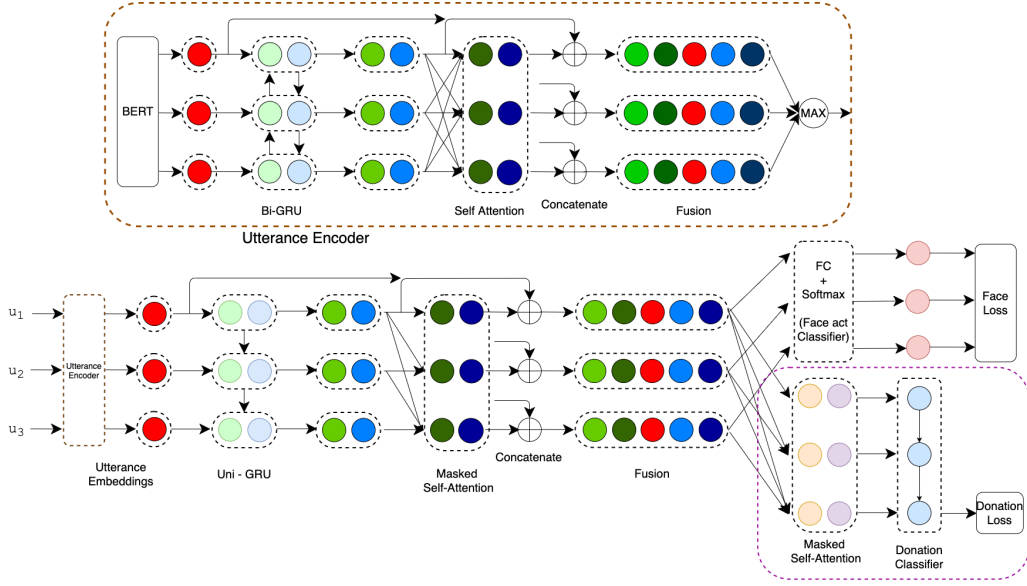 BERT
MAX
Bi-GRU
Self Attention
Concatenate
Fusion
Utterance Encoder
u1
u2
u3
Utterance
Encoder
Utterance
Embeddings
Uni - GRU
Masked
Self-Attention
Concatenate
Fusion
FC
+
Softmax
(Face act
Classifier)
Face
Loss
Masked
Self-Attention
Donation
Classifier
Donation
Loss